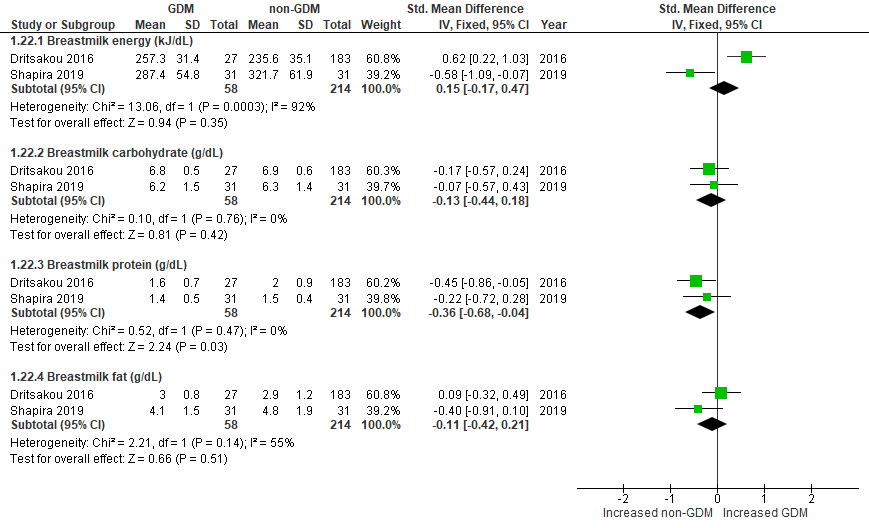 GDM non-GDM Std. Mean Difference Std. Mean Difference
Study or Subgroup Mean SD Total Mean SD Total Weight IV, Fixed, 95% CI Year IV, Fixed, 95% CI
1.22.1 Breastmilk energy (kJ/dL)
Dritsakou 2016 257.3 31.4 27 235.6 35.1 183 60.8% 0.62 [0.22, 1.03] 2016
Shapira 2019 287.4 54.8 31 321.7 61.9 31 39.2% -0.58 [-1.09, -0.07] 2019
Subtotal (95% CI) 58 214 100.0% 0.15 [-0.17, 0.47]
Heterogeneity: Chi² = 13.06, df = 1 (P = 0.0003); I² = 92%
Test for overall effect: Z = 0.94 (P = 0.35)
1.22.2 Breastmilk carbohydrate (g/dL)
Dritsakou 2016 6.8 0.5 27 6.9 0.6 183 60.3% -0.17 [-0.57, 0.24] 2016
Shapira 2019 6.2 1.5 31 6.3 1.4 31 39.7% -0.07 [-0.57, 0.43] 2019
Subtotal (95% CI) 58 214 100.0% -0.13 [-0.44, 0.18]
Heterogeneity: Chi² = 0.10, df = 1 (P = 0.76); I² = 0%
Test for overall effect: Z = 0.81 (P = 0.42)
1.22.3 Breastmilk protein (g/dL)
Dritsakou 2016 1.6 0.7 27 2 0.9 183 60.2% -0.45 [-0.86, -0.05] 2016
Shapira 2019 1.4 0.5 31 1.5 0.4 31 39.8% -0.22 [-0.72, 0.28] 2019
Subtotal (95% CI) 58 214 100.0% -0.36 [-0.68, -0.04]
Heterogeneity: Chi² = 0.52, df = 1 (P = 0.47); I² = 0%
Test for overall effect: Z = 2.24 (P = 0.03)
1.22.4 Breastmilk fat (g/dL)
Dritsakou 2016 3 0.8 27 2.9 1.2 183 60.8% 0.09 [-0.32, 0.49] 2016
Shapira 2019 4.1 1.5 31 4.8 1.9 31 39.2% -0.40 [-0.91, 0.10] 2019
Subtotal (95% CI) 58 214 100.0% -0.11 [-0.42, 0.21]
Heterogeneity: Chi² = 2.21, df = 1 (P = 0.14); I² = 55%
Test for overall effect: Z = 0.66 (P = 0.51)
-2 -1 0 1 2
Increased non-GDM Increased GDM